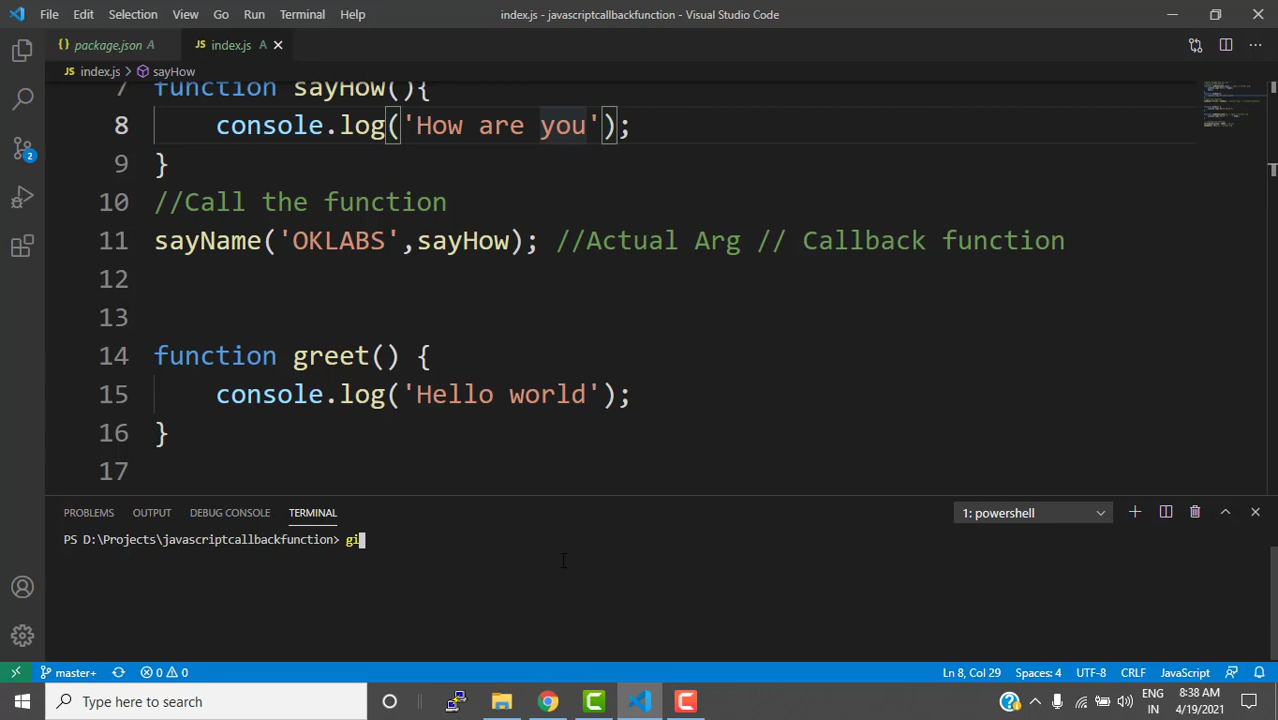 File Edit Selection View Go Run Terminal Help index.js - javascriptcallbackfunction - Visual Studio Code
{} package.json A JS index.js A
JS index.js > sayHow
7 function sayHow(){
8 console.log('How are you');
9 }
10 //Call the function
11 sayName('OKLABS',sayHow); //Actual Arg // Callback function
12
13
14 function greet() {
15 console.log('Hello world');
16 }
17
2
PROBLEMS OUTPUT DEBUG CONSOLE TERMINAL 1: powershell
PS D:\Projects\javascriptcallbackfunction> gi
master+ 0 0 Ln 8, Col 29 Spaces: 4 UTF-8 CRLF JavaScript
Type here to search
ENG
IN
8:38 AM
4/19/2021